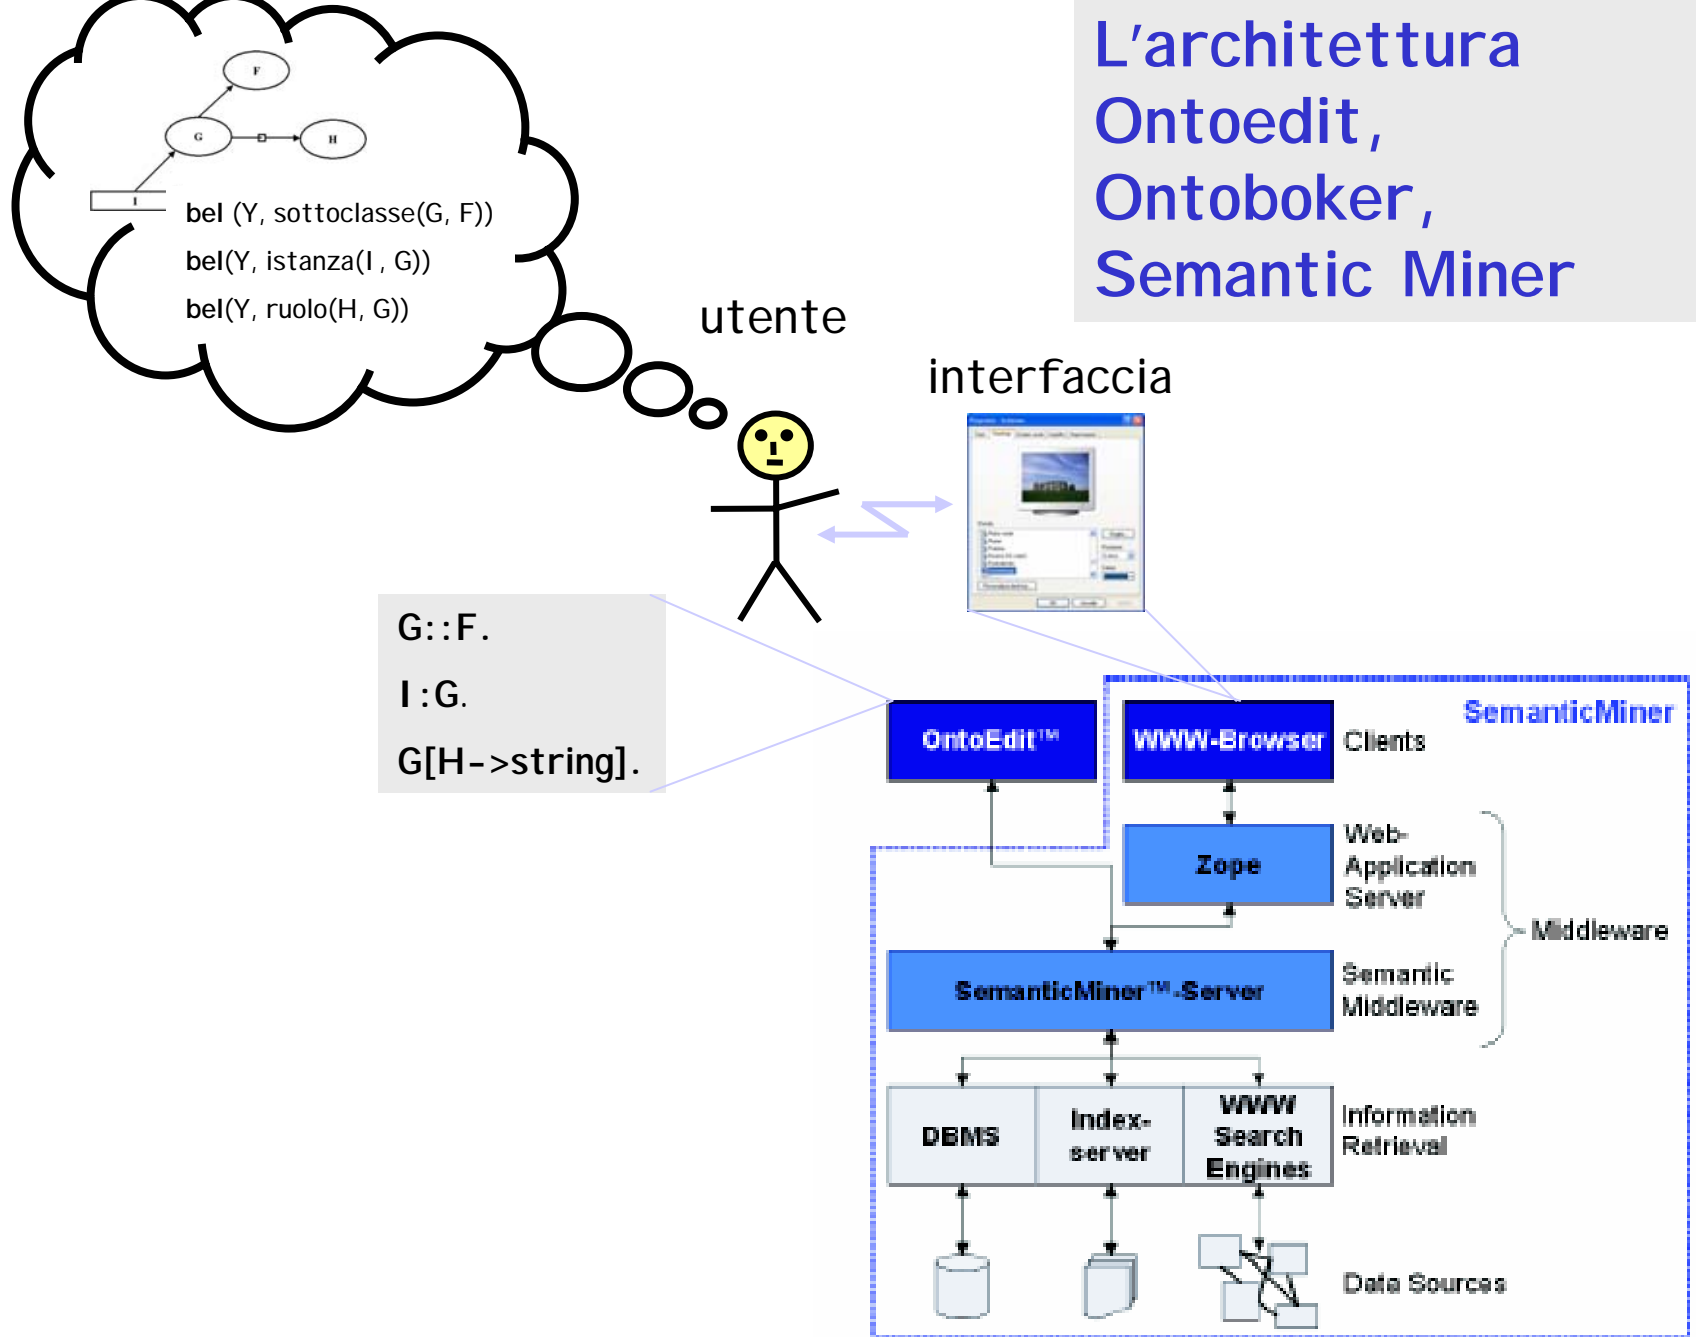 L'architettura
Ontoedit,
Ontoboker,
Semantic Miner
F
G
H
I
bel (Y, sottoclasse(G, F))
bel(Y, istanza(I, G))
bel(Y, ruolo(H, G))
utente
interfaccia
G::F.
I:G.
G[H->string].
SemanticMiner
OntoEdit™
WWW-Browser
Clients
Zope
Web-
Application
Server
Middleware
SemanticMiner™-Server
Semantic
Middleware
DBMS
Index-
server
WWW
Search
Engines
Information
Retrieval
Data Sources